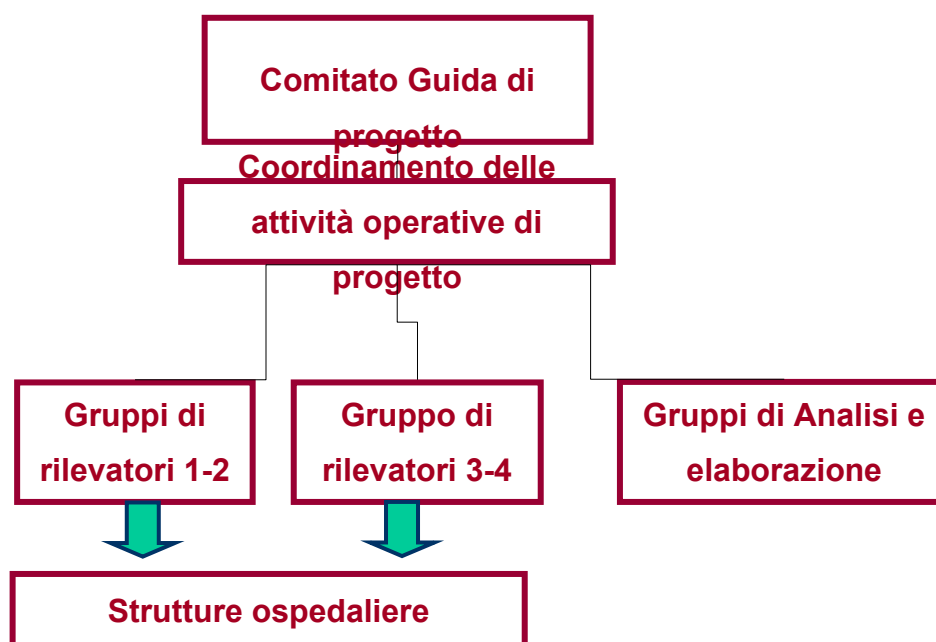 Comitato Guida di
progetto
Coordinamento delle
attività operative di
progetto
Gruppi di
rilevatori 1-2
Gruppo di
rilevatori 3-4
Gruppi di Analisi e
elaborazione
Strutture ospedaliere